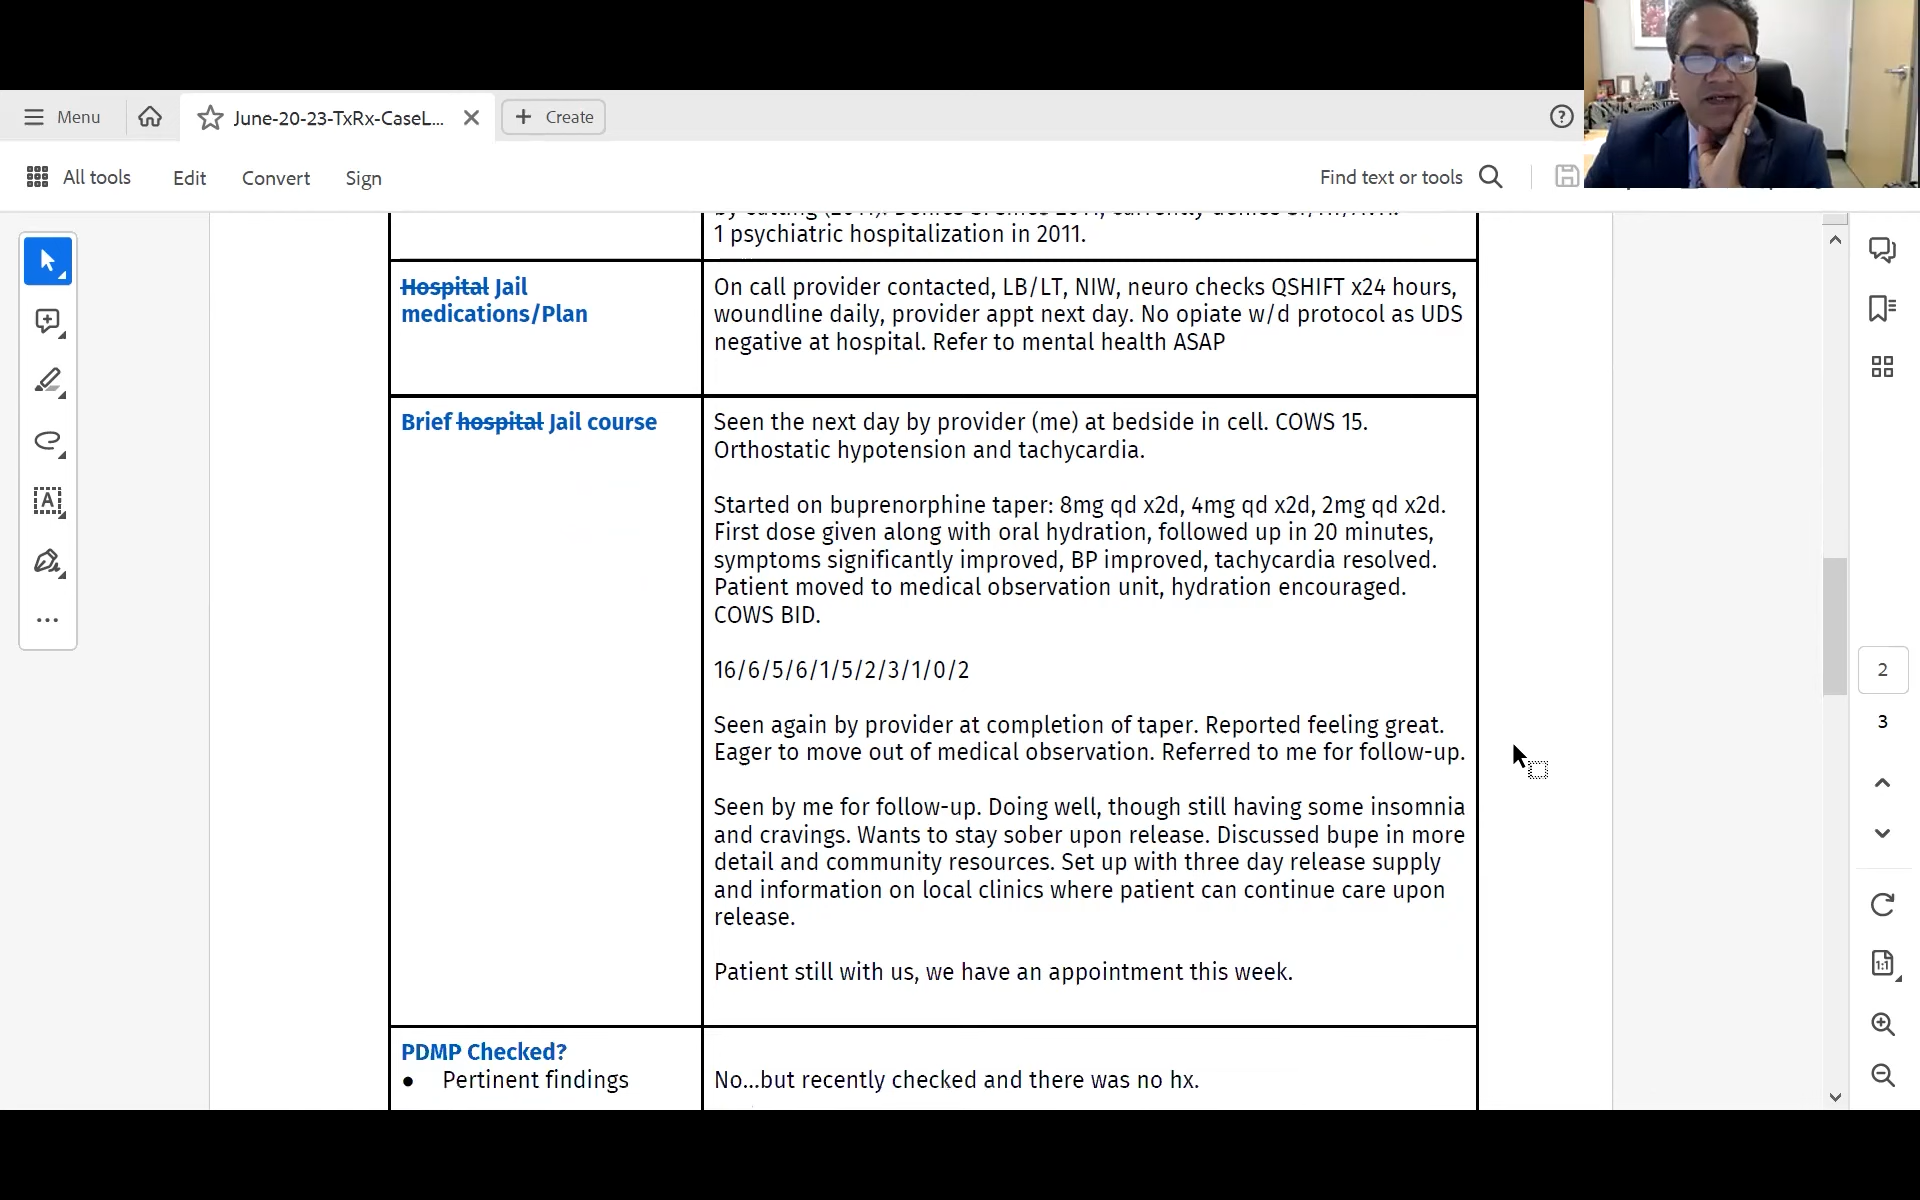 Menu
June-20-23-TxRx-CaseL...
Create
All tools
Edit
Convert
Sign
Find text or tools
1 psychiatric hospitalization in 2011.
Hospital Jail
medications/Plan
On call provider contacted, LB/LT, NIW, neuro checks QSHIFT x24 hours,
woundline daily, provider appt next day. No opiate w/d protocol as UDS
negative at hospital. Refer to mental health ASAP
Brief hospital Jail course
Seen the next day by provider (me) at bedside in cell. COWS 15.
Orthostatic hypotension and tachycardia.
Started on buprenorphine taper: 8mg qd x2d, 4mg qd x2d, 2mg qd x2d.
First dose given along with oral hydration, followed up in 20 minutes,
symptoms significantly improved, BP improved, tachycardia resolved.
Patient moved to medical observation unit, hydration encouraged.
COWS BID.
16/6/5/6/1/5/2/3/1/0/2
Seen again by provider at completion of taper. Reported feeling great.
Eager to move out of medical observation. Referred to me for follow-up.
Seen by me for follow-up. Doing well, though still having some insomnia
and cravings. Wants to stay sober upon release. Discussed bupe in more
detail and community resources. Set up with three day release supply
and information on local clinics where patient can continue care upon
release.
Patient still with us, we have an appointment this week.
PDMP Checked?
● Pertinent findings
No...but recently checked and there was no hx.
2
3
1:1